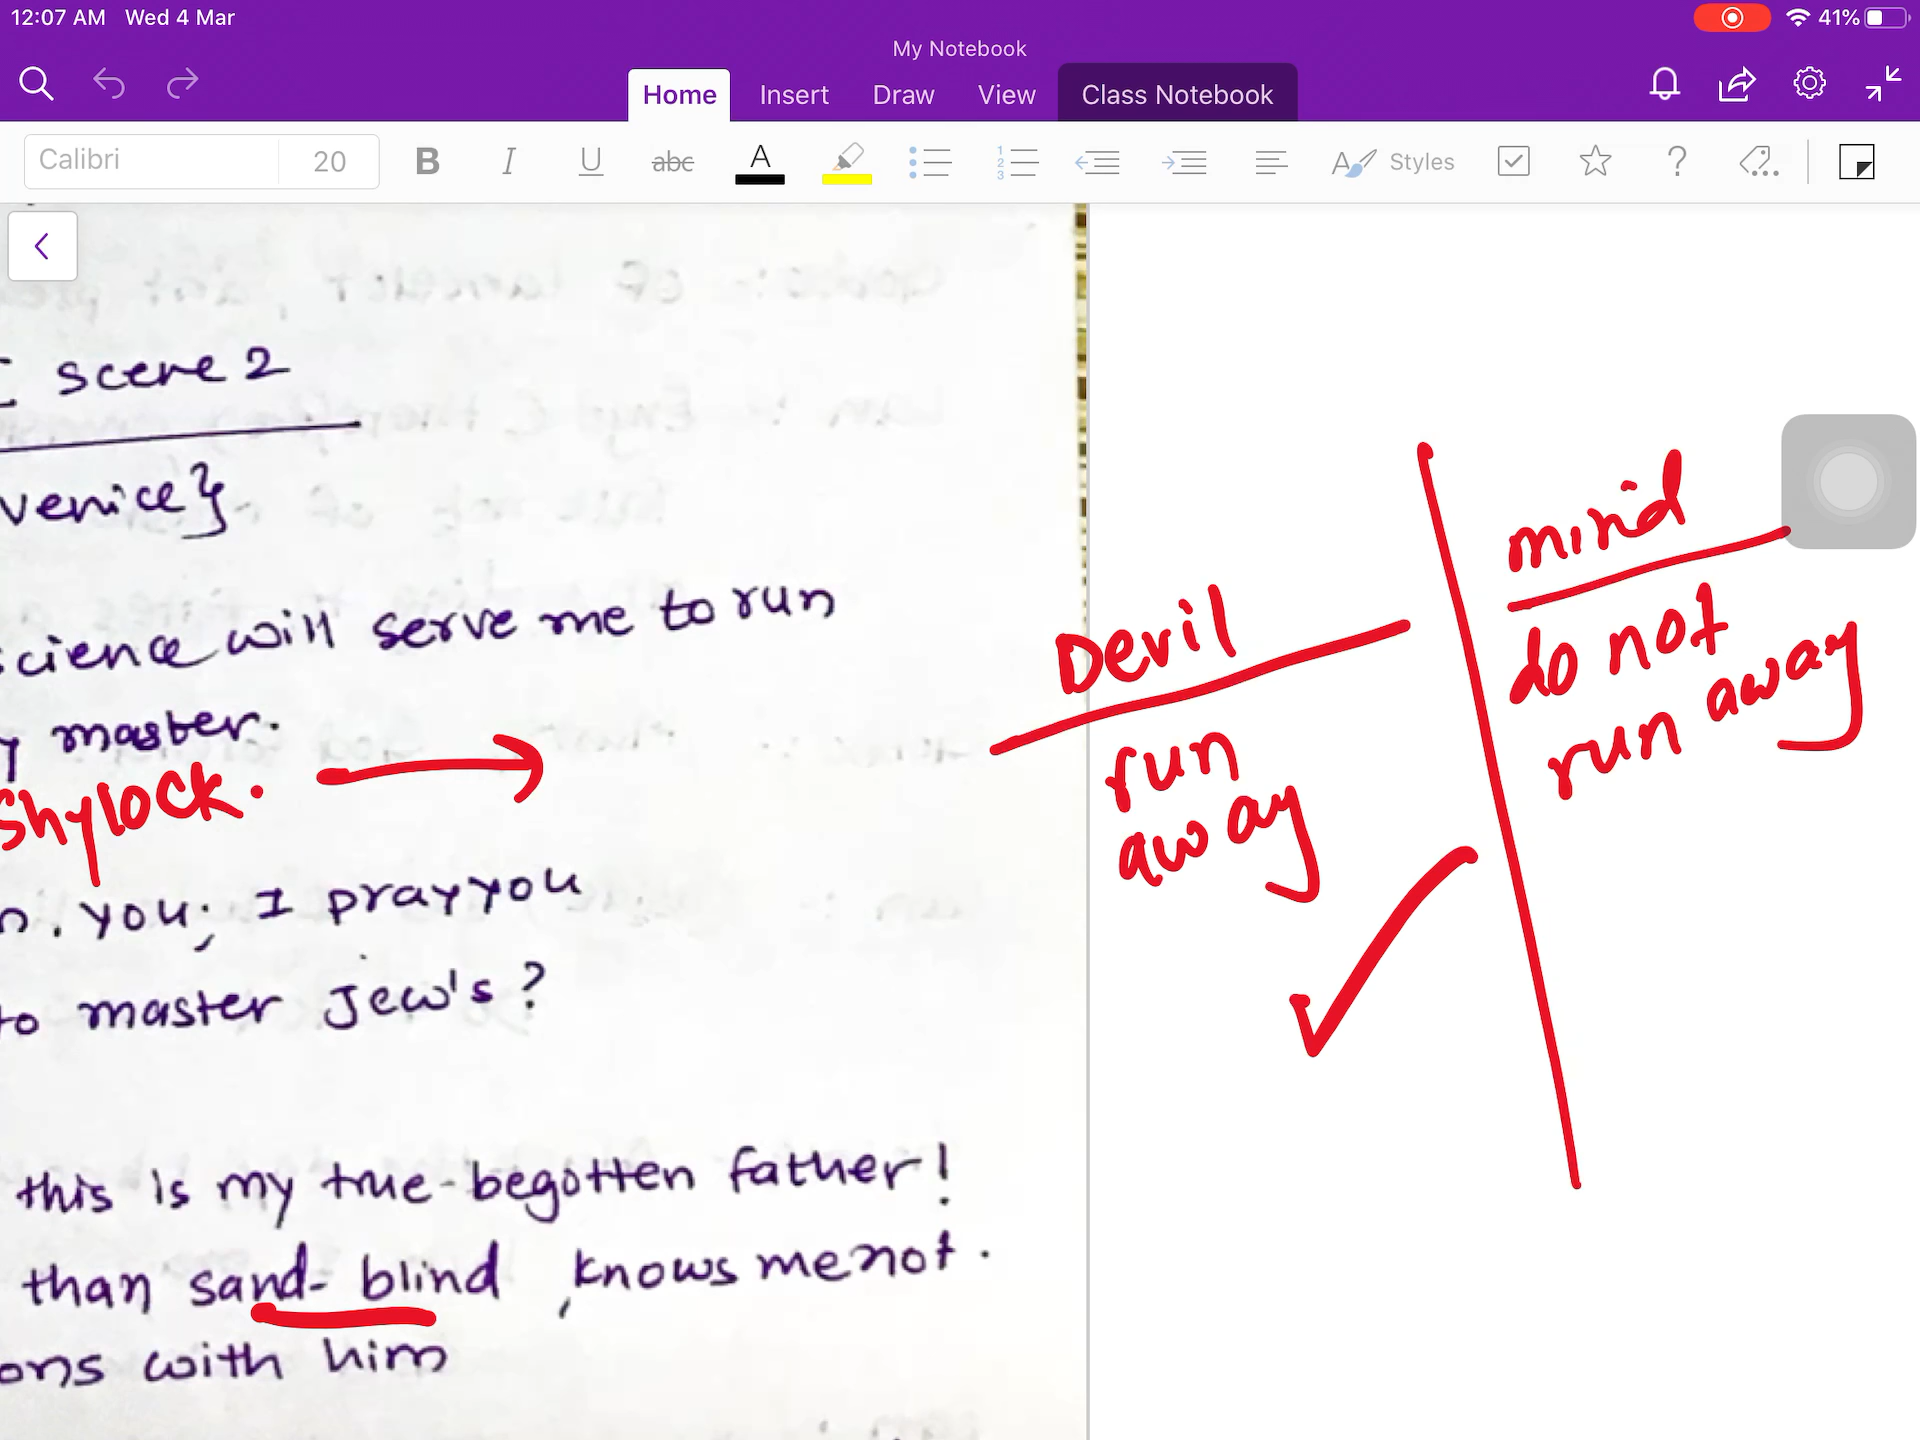 12:07 AM Wed 4 Mar
41%
My Notebook
Home Insert Draw View Class Notebook
Calibri 20 B I U abc A Styles
scene 2
venice}
science will serve me to run
y master.
Shylock.
n. you; I pray you
to master Jew's?
this is my true-begotten father!
than sand-blind, knows me not.
ons with him
Devil
run
away
mind
do not
run away